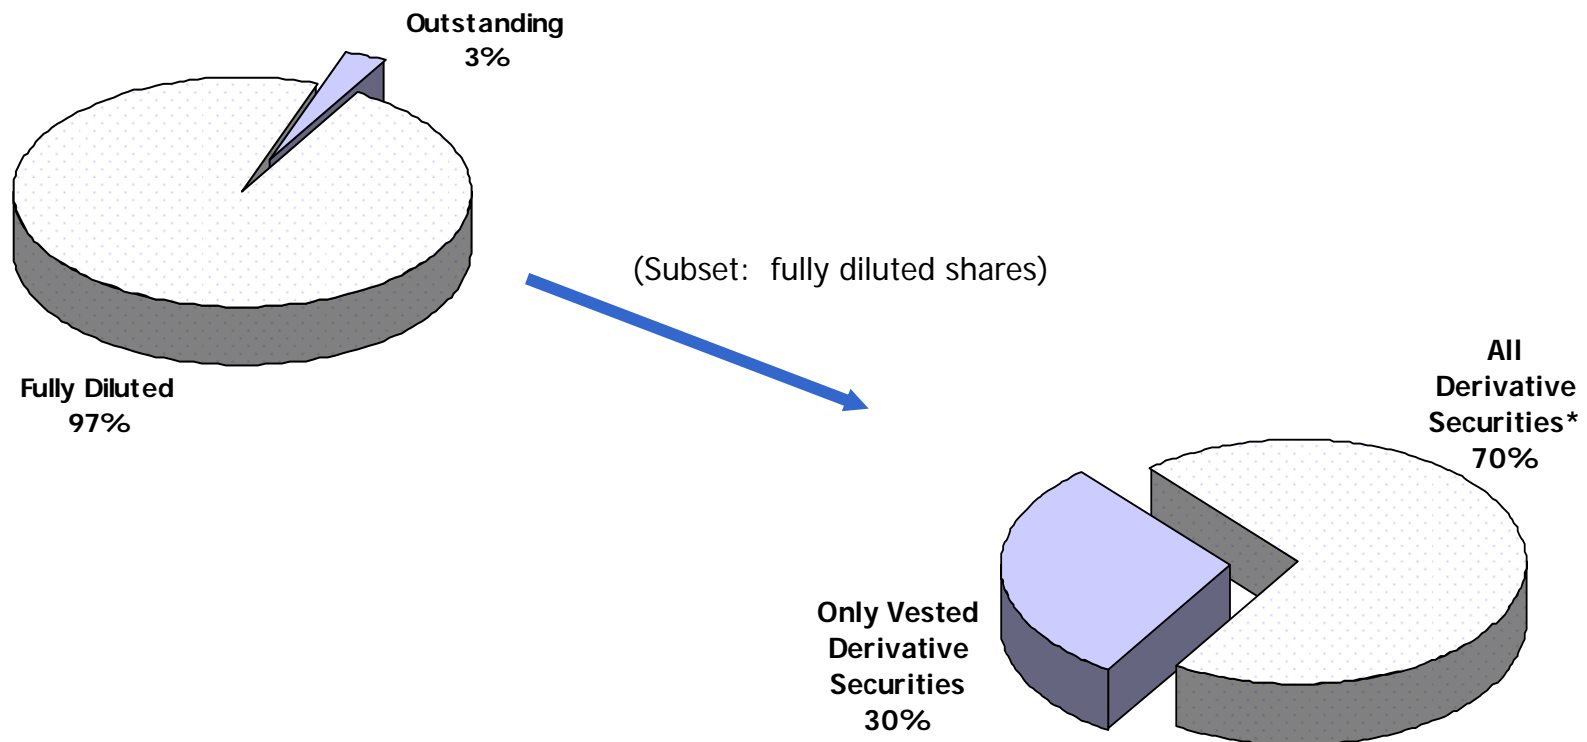 Outstanding
3%
Fully Diluted
97%
(Subset:  fully diluted shares)
All
Derivative
Securities*
70%
Only Vested
Derivative
Securities
30%